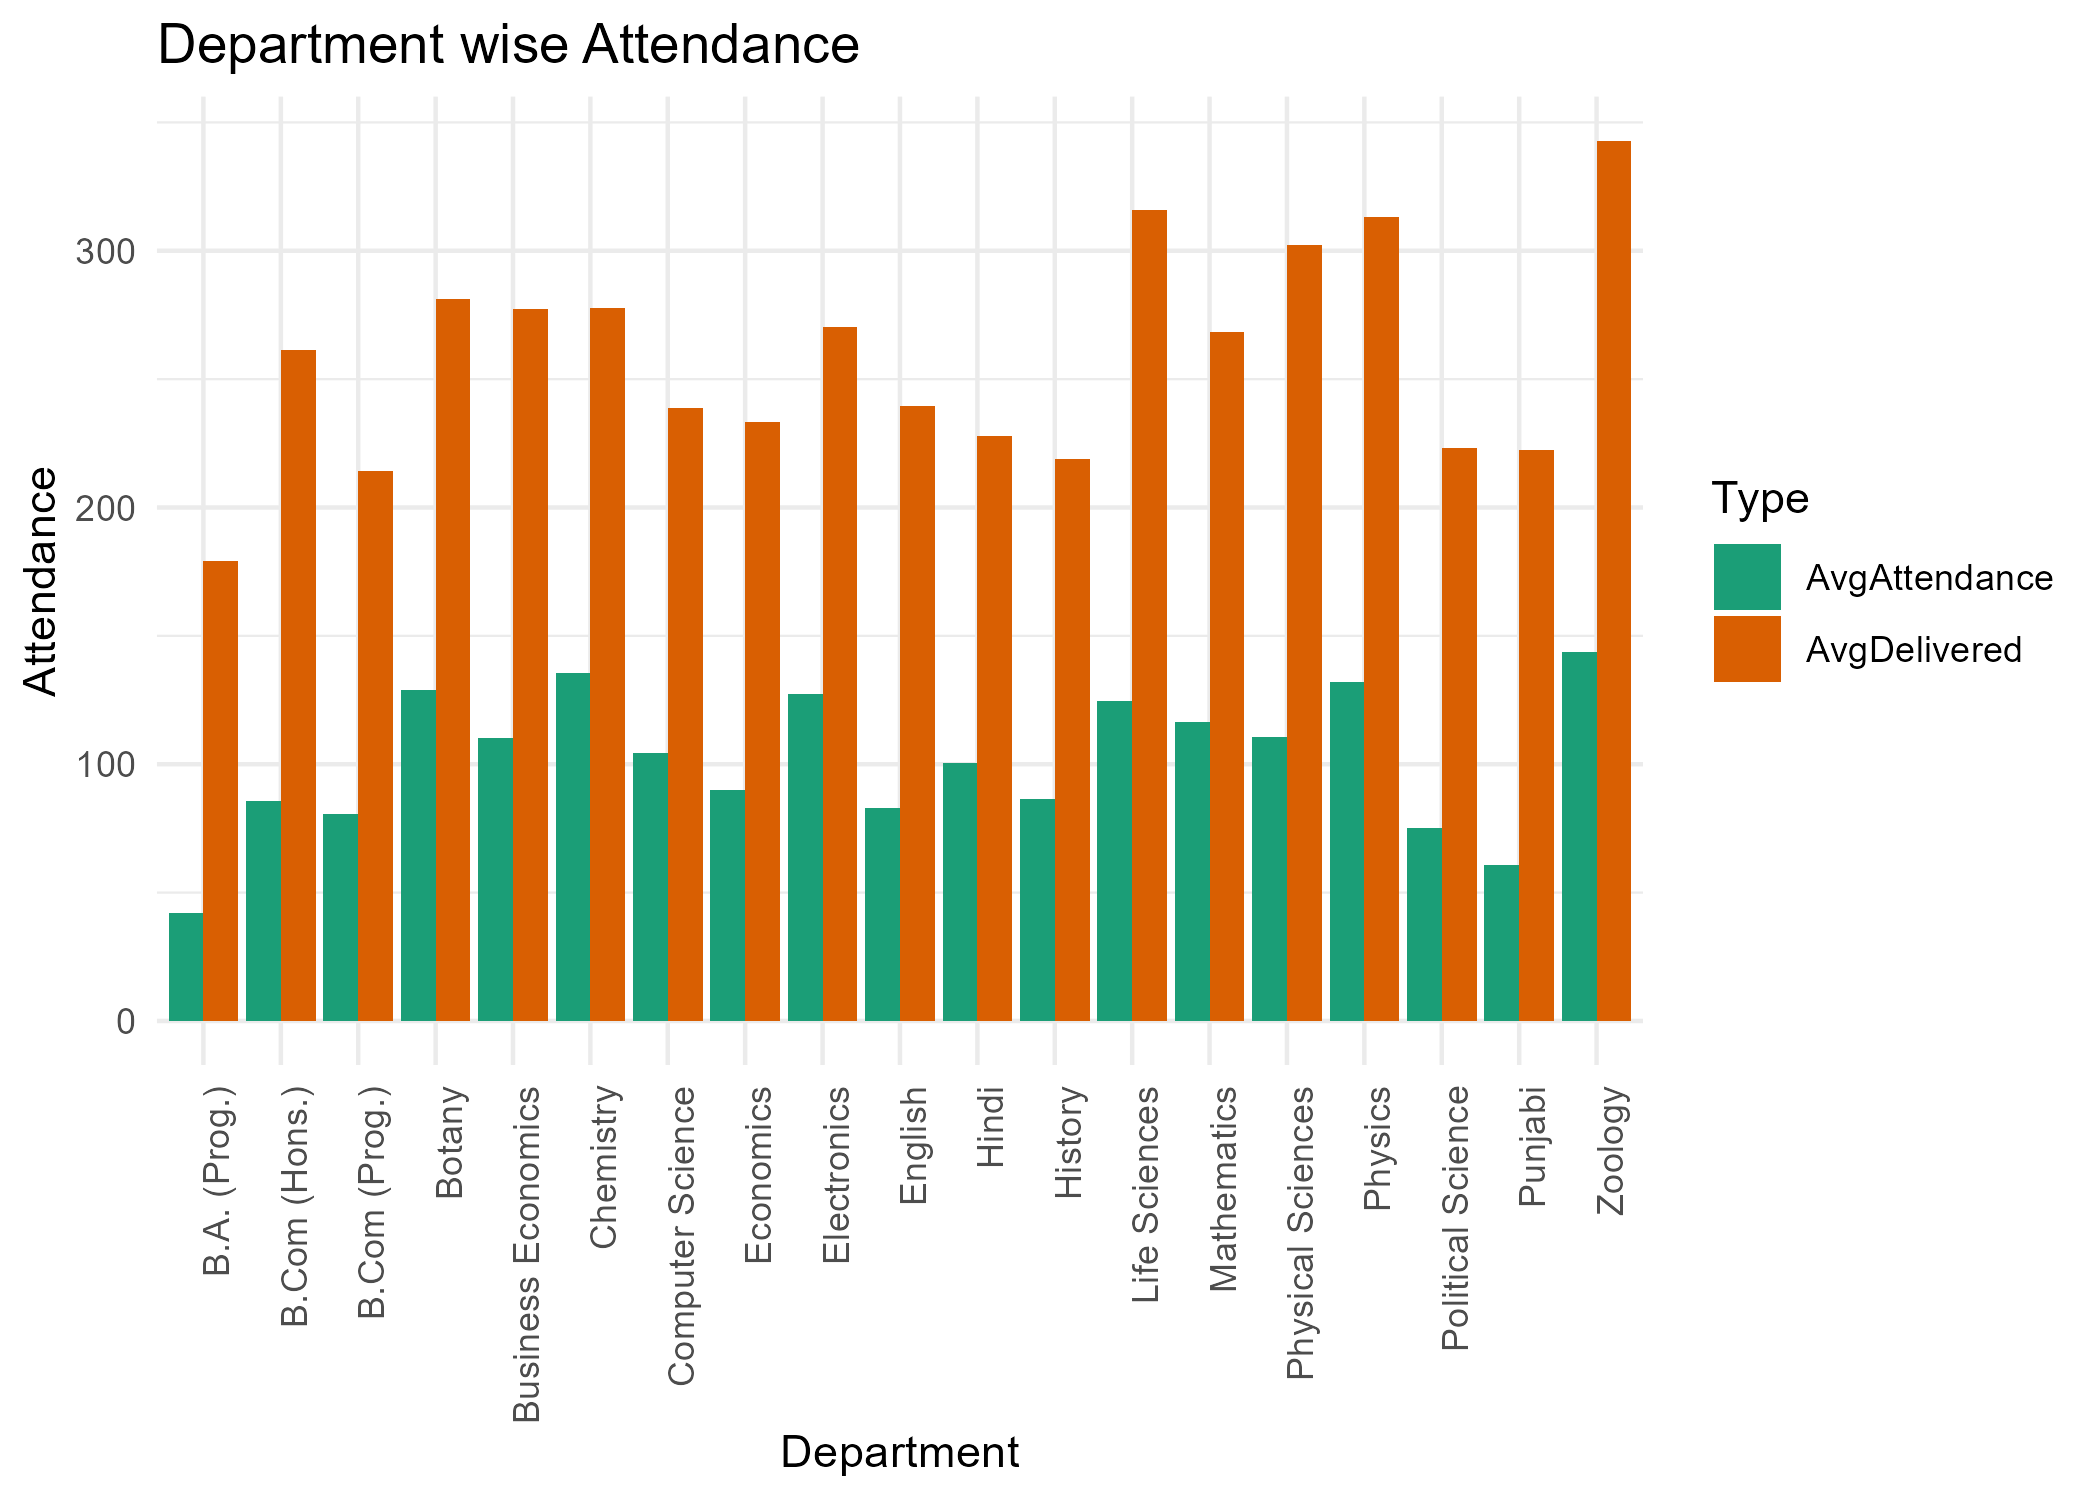 Department wise Attendance
Attendance
300
200
100
0
B.A. (Prog.)
B.Com (Hons.)
B.Com (Prog.)
Botany
Business Economics
Chemistry
Computer Science
Economics
Electronics
English
Hindi
History
Life Sciences
Mathematics
Physical Sciences
Physics
Political Science
Punjabi
Zoology
Department
Type
AvgAttendance
AvgDelivered